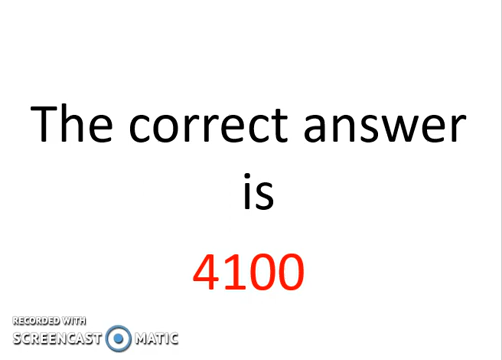 The correct answer
is
4100
RECORDED WITH
SCREENCAST MATIC